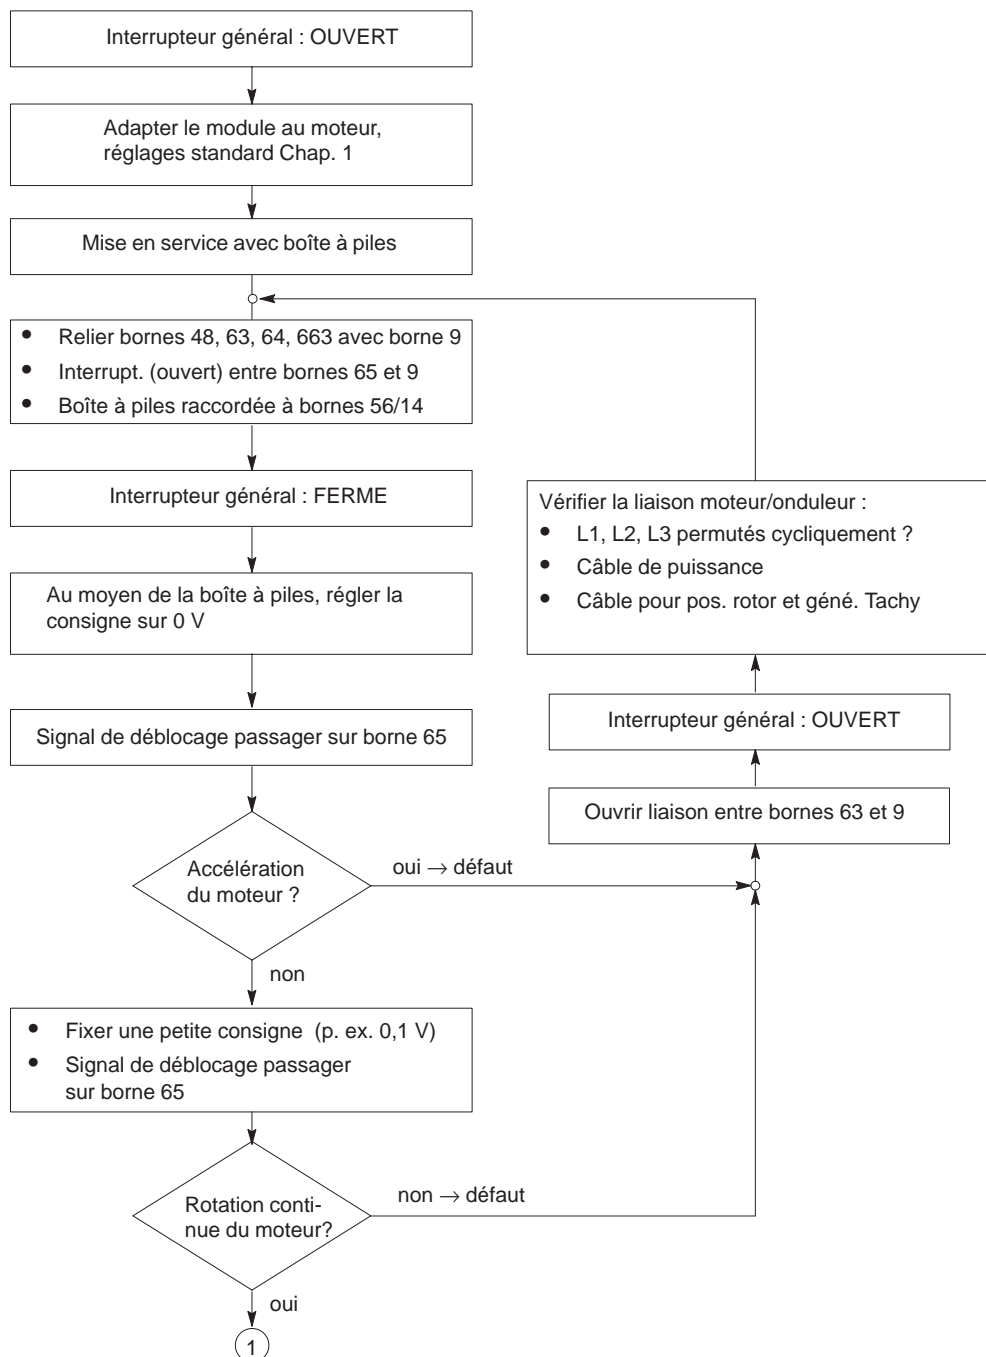 Interrupteur général : OUVERT
Adapter le module au moteur,
réglages standard Chap. 1
Mise en service avec boîte à piles
• Relier bornes 48, 63, 64, 663 avec borne 9
• Interrupt. (ouvert) entre bornes 65 et 9
• Boîte à piles raccordée à bornes 56/14
Interrupteur général : FERME
Au moyen de la boîte à piles, régler la
consigne sur 0 V
Signal de déblocage passager sur borne 65
Accélération
du moteur ?
oui → défaut
non
• Fixer une petite consigne (p. ex. 0,1 V)
• Signal de déblocage passager
sur borne 65
Rotation conti-
nue du moteur?
non → défaut
oui
1
Vérifier la liaison moteur/onduleur :
• L1, L2, L3 permutés cycliquement ?
• Câble de puissance
• Câble pour pos. rotor et géné. Tachy
Interrupteur général : OUVERT
Ouvrir liaison entre bornes 63 et 9